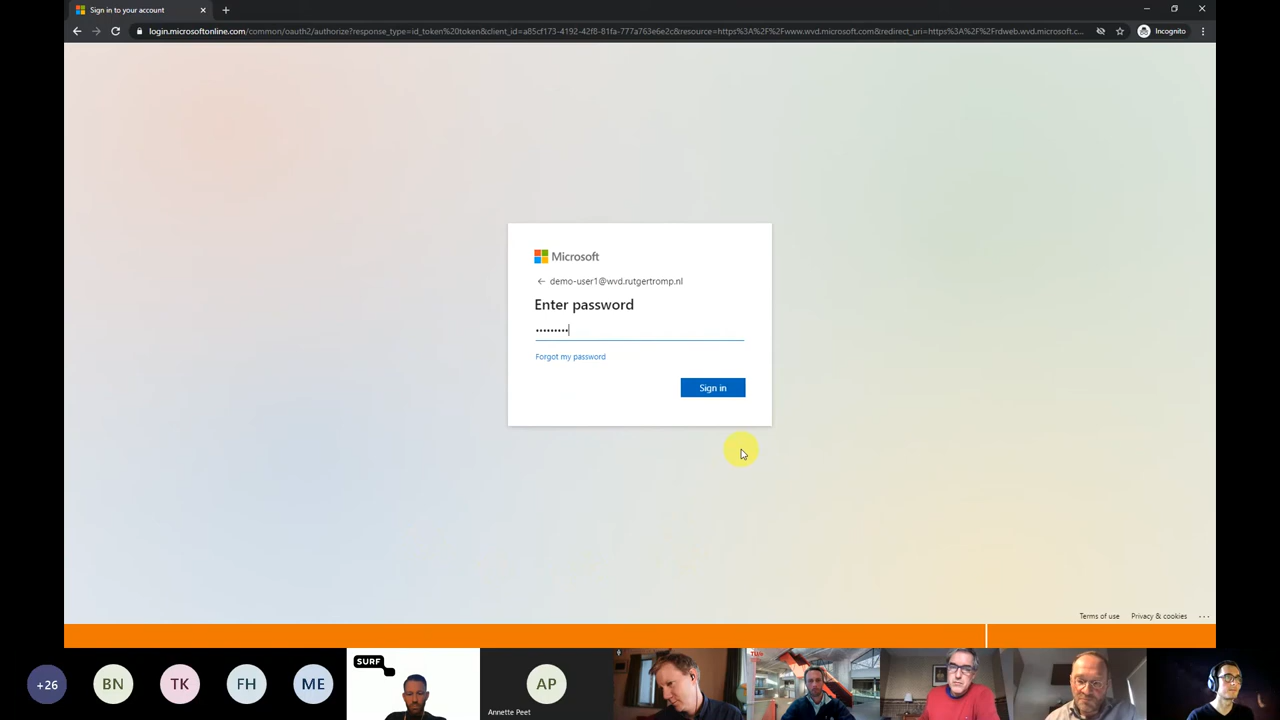 Sign in to your account
login.microsoftonline.com/common/oauth2/authorize?response_type=id_token%20token&client_id=a85cf173-4192-42f8-81fa-777a763e6e2c&resource=https%3A%2F%2Fwww.wvd.microsoft.com&redirect_uri=https%3A%2F%2Frdweb.wvd.microsoft.c...
Incognito
Microsoft
← demo-user1@wvd.rutgertromp.nl
Enter password
•••••••••
Forgot my password
Sign in
Terms of use Privacy & cookies ...
+26 BN TK FH ME
SURF
AP
Annette Peet